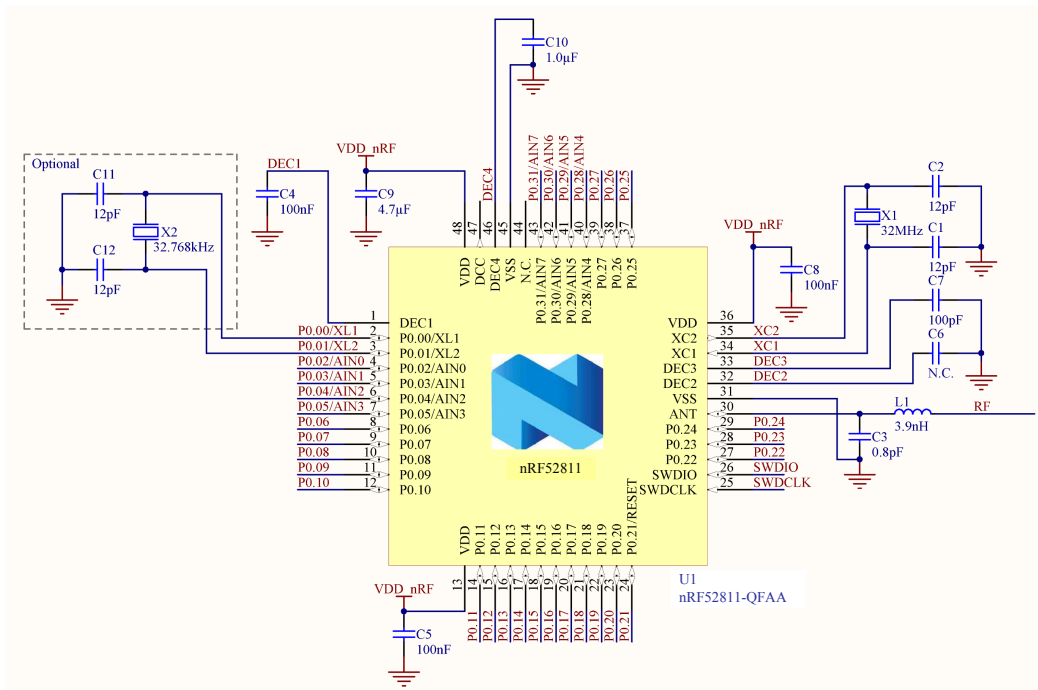 C10
1.0µF
Optional
C11
12pF
X2
32.768kHz
C12
12pF
DEC1
C4
100nF
VDD_nRF
C9
4.7µF
DEC4
P0.31/AIN7
P0.30/AIN6
P0.29/AIN5
P0.28/AIN4
P0.27
P0.26
P0.25
48
47
46
45
44
43
42
41
40
39
38
37
VDD
DCC
DEC4
VSS
N.C.
P0.31/AIN7
P0.30/AIN6
P0.29/AIN5
P0.28/AIN4
P0.27
P0.26
P0.25
C2
12pF
X1
32MHz
C1
12pF
VDD_nRF
C8
100nF
C7
100pF
C6
N.C.
1 DEC1
P0.00/XL1 2 P0.00/XL1
P0.01/XL2 3 P0.01/XL2
P0.02/AIN0 4 P0.02/AIN0
P0.03/AIN1 5 P0.03/AIN1
P0.04/AIN2 6 P0.04/AIN2
P0.05/AIN3 7 P0.05/AIN3
P0.06 8 P0.06
P0.07 9 P0.07
P0.08 10 P0.08
P0.09 11 P0.09
P0.10 12 P0.10
nRF52811
VDD 36
XC2 35 XC2
XC1 34 XC1
DEC3 33 DEC3
DEC2 32 DEC2
VSS 31
ANT 30
P0.24 29 P0.24
P0.23 28 P0.23
P0.22 27 P0.22
SWDIO 26 SWDIO
SWDCLK 25 SWDCLK
L1
3.9nH
RF
C3
0.8pF
VDD
P0.11
P0.12
P0.13
P0.14
P0.15
P0.16
P0.17
P0.18
P0.19
P0.20
P0.21/RESET
13
14
15
16
17
18
19
20
21
22
23
24
P0.11
P0.12
P0.13
P0.14
P0.15
P0.16
P0.17
P0.18
P0.19
P0.20
P0.21
VDD_nRF
C5
100nF
U1
nRF52811-QFAA